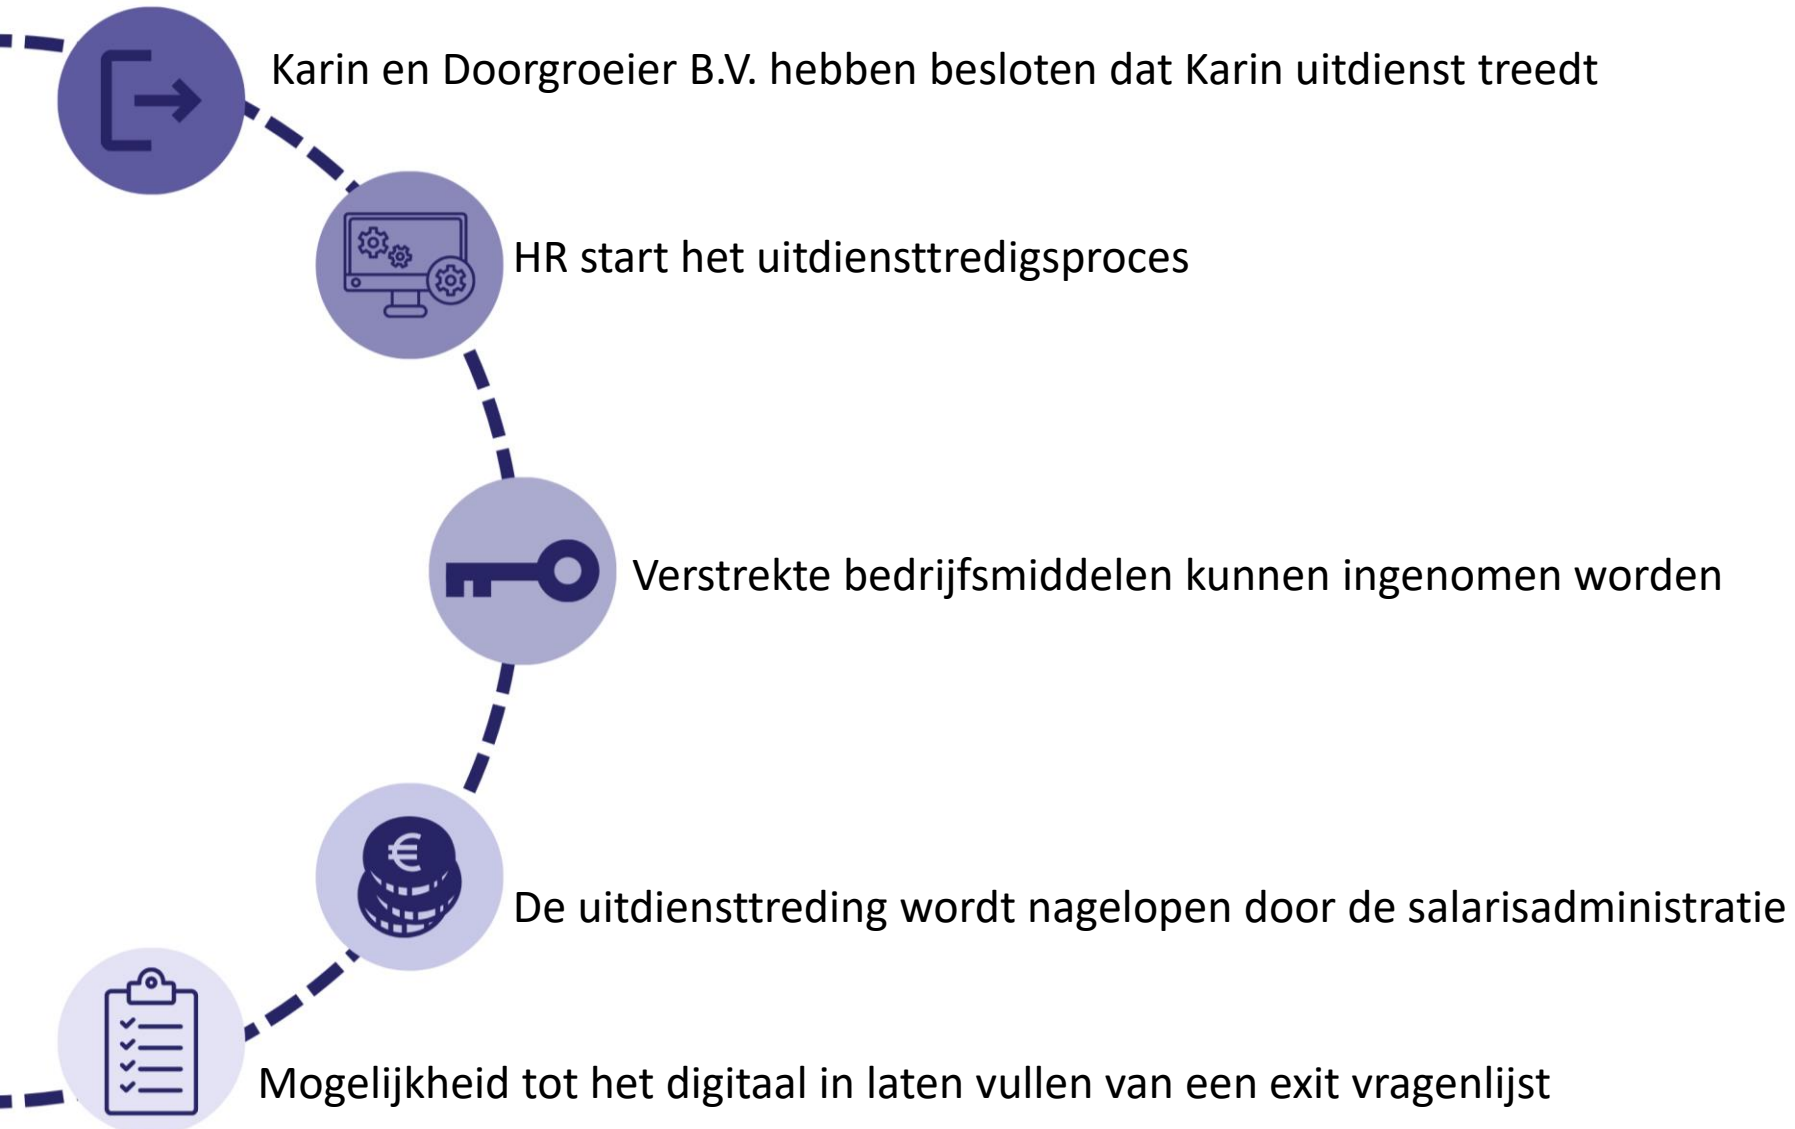 Karin en Doorgroeier B.V. hebben besloten dat Karin uitdienst treedt
HR start het uitdiensttredigsproces
Verstrekte bedrijfsmiddelen kunnen ingenomen worden
€
De uitdiensttreding wordt nagelopen door de salarisadministratie
Mogelijkheid tot het digitaal in laten vullen van een exit vragenlijst